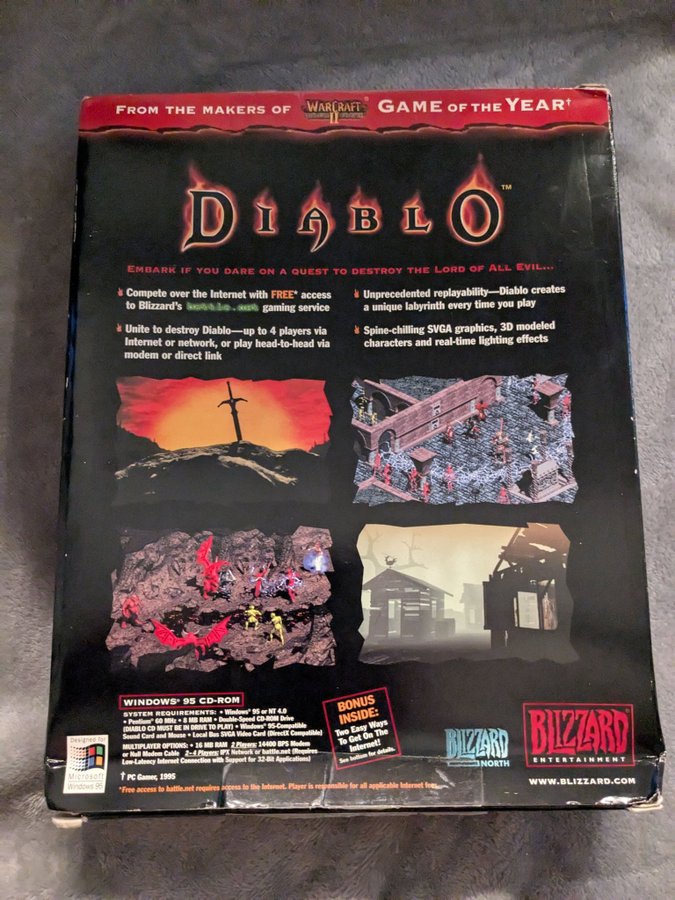 FROM THE MAKERS OF WARCRAFT II GAME OF THE YEAR†
DIABLO™
EMBARK IF YOU DARE ON A QUEST TO DESTROY THE LORD OF ALL EVIL...
Compete over the Internet with FREE* access
to Blizzard's battle.net gaming service
Unite to destroy Diablo—up to 4 players via
Internet or network, or play head-to-head via
modem or direct link
Unprecedented replayability—Diablo creates
a unique labyrinth every time you play
Spine-chilling SVGA graphics, 3D modeled
characters and real-time lighting effects
WINDOWS® 95 CD-ROM
SYSTEM REQUIREMENTS: • Windows® 95 or NT 4.0
• Pentium® 60 MHz • 8 MB RAM • Double-Speed CD-ROM Drive
(DIABLO CD MUST BE IN DRIVE TO PLAY) • Windows® 95-Compatible
Sound Card and Mouse • Local Bus SVGA Video Card (DirectX Compatible)
MULTIPLAYER OPTIONS: • 16 MB RAM 2 Players: 14400 BPS Modem
or Null Modem Cable 2-4 Players: IPX Network or battle.net (Requires
Low-Latency Internet Connection with Support for 32-Bit Applications)
† PC Gamer, 1995
*Free access to battle.net requires access to the Internet. Player is responsible for all applicable Internet fees.
Designed for
Microsoft
Windows 95
BONUS
INSIDE:
Two Easy Ways
To Get On The
Internet!
See bottom for details.
BLIZZARD
NORTH
BLIZZARD
ENTERTAINMENT
WWW.BLIZZARD.COM